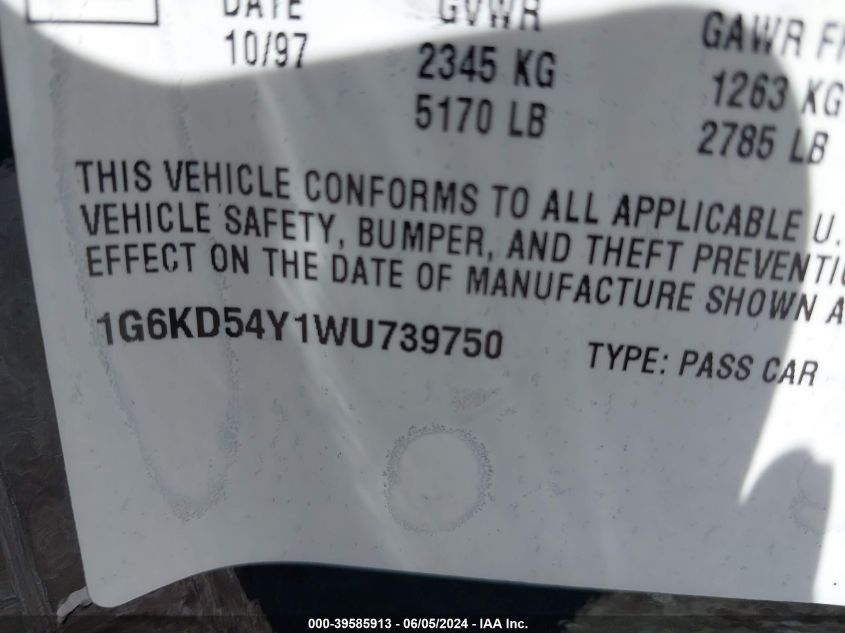 DATE GVWR GAWR
10/97 2345 KG 1263 KG
5170 LB 2785 LB
THIS VEHICLE CONFORMS TO ALL APPLICABLE U.
VEHICLE SAFETY, BUMPER, AND THEFT
EFFECT ON THE DATE OF MANUFACTURE SHOWN
1G6KD54Y1WU739750 TYPE: PASS CAR
000-39585913 - 06/05/2024 - IAA Inc.